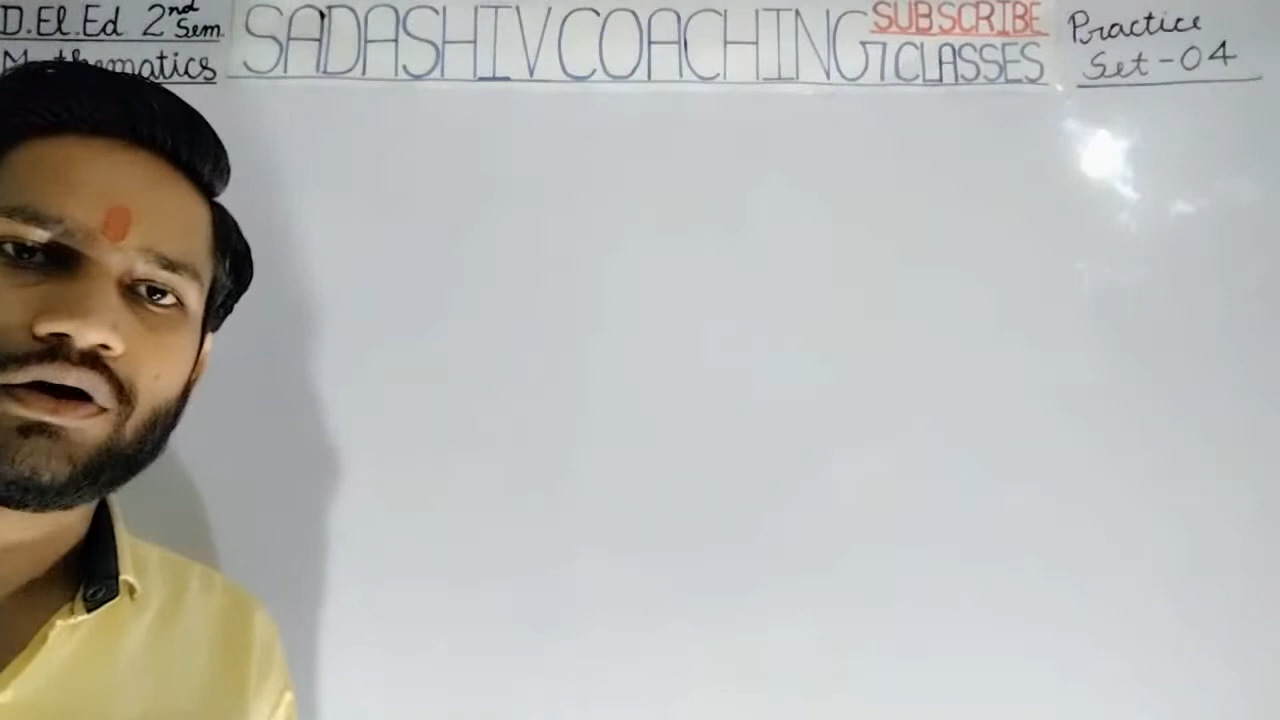 D.El.Ed 2nd Sem.
Mathematics
SADASHIV COACHING CLASSES
SUBSCRIBE
Practice
Set-04